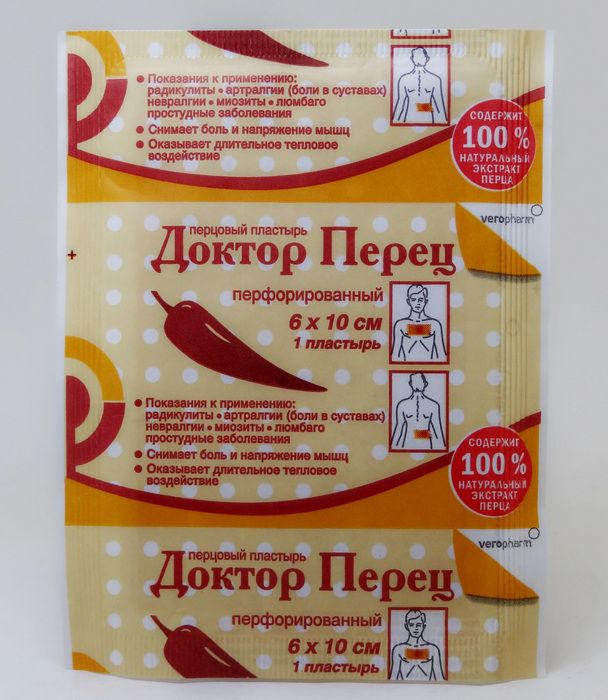 • Показания к применению:
радикулиты • артралгии (боли в суставах)
невралгии • миозиты • люмбаго
простудные заболевания
• Снимает боль и напряжение мышц
• Оказывает длительное тепловое
воздействие
СОДЕРЖИТ
100 %
НАТУРАЛЬНЫЙ
ЭКСТРАКТ
ПЕРЦА
veropharm
перцовый пластырь
Доктор Перец
перфорированный
6 х 10 см
1 пластырь
• Показания к применению:
радикулиты • артралгии (боли в суставах)
невралгии • миозиты • люмбаго
простудные заболевания
• Снимает боль и напряжение мышц
• Оказывает длительное тепловое
воздействие
СОДЕРЖИТ
100 %
НАТУРАЛЬНЫЙ
ЭКСТРАКТ
ПЕРЦА
veropharm
перцовый пластырь
Доктор Перец
перфорированный
6 х 10 см
1 пластырь